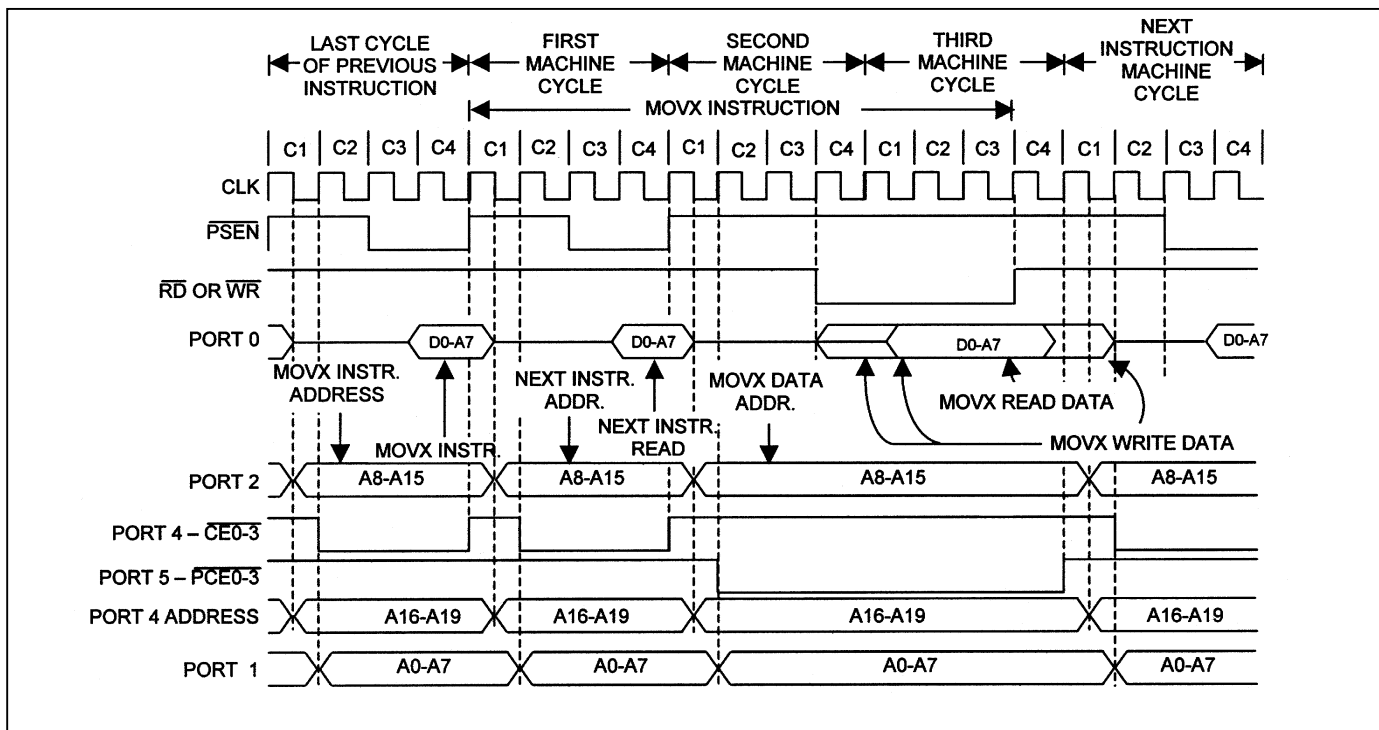 LAST CYCLE
OF PREVIOUS
INSTRUCTION
FIRST
MACHINE
CYCLE
SECOND
MACHINE
CYCLE
THIRD
MACHINE
CYCLE
NEXT
INSTRUCTION
MACHINE
CYCLE
MOVX INSTRUCTION
C1 C2 C3 C4 C1 C2 C3 C4 C1 C2 C3 C4 C1 C2 C3 C4 C1 C2 C3 C4
CLK
PSEN
RD OR WR
PORT 0 D0-A7 D0-A7 D0-A7 D0-A7
MOVX INSTR.
ADDRESS
MOVX INSTR.
NEXT INSTR.
ADDR.
NEXT INSTR.
READ
MOVX DATA
ADDR.
MOVX READ DATA
MOVX WRITE DATA
PORT 2 A8-A15 A8-A15 A8-A15 A8-A15
PORT 4 – CE0-3
PORT 5 – PCE0-3
PORT 4 ADDRESS A16-A19 A16-A19 A16-A19 A16-A19
PORT 1 A0-A7 A0-A7 A0-A7 A0-A7